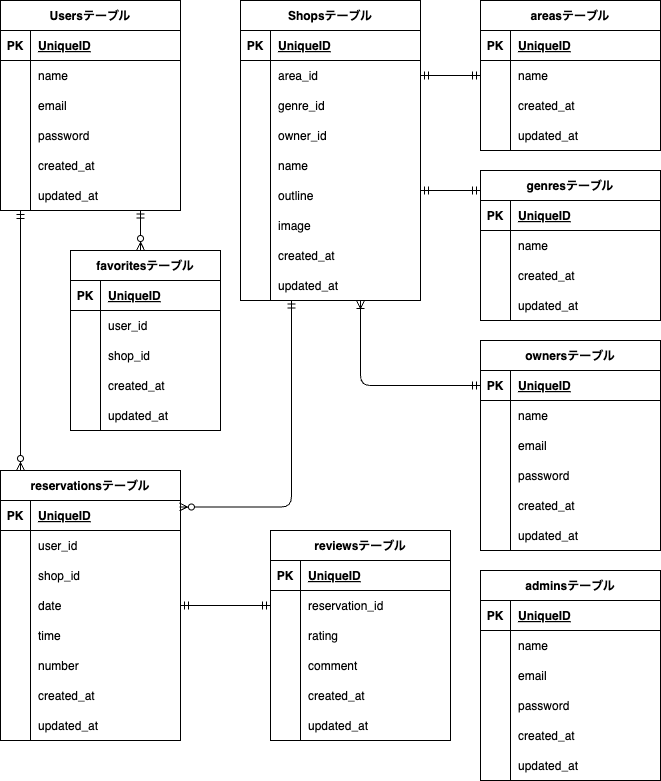 Usersテーブル
PK UniqueID
name
email
password
created_at
updated_at
Shopsテーブル
PK UniqueID
area_id
genre_id
owner_id
name
outline
image
created_at
updated_at
areasテーブル
PK UniqueID
name
created_at
updated_at
genresテーブル
PK UniqueID
name
created_at
updated_at
favoritesテーブル
PK UniqueID
user_id
shop_id
created_at
updated_at
ownersテーブル
PK UniqueID
name
email
password
created_at
updated_at
reservationsテーブル
PK UniqueID
user_id
shop_id
date
time
number
created_at
updated_at
reviewsテーブル
PK UniqueID
reservation_id
rating
comment
created_at
updated_at
adminsテーブル
PK UniqueID
name
email
password
created_at
updated_at